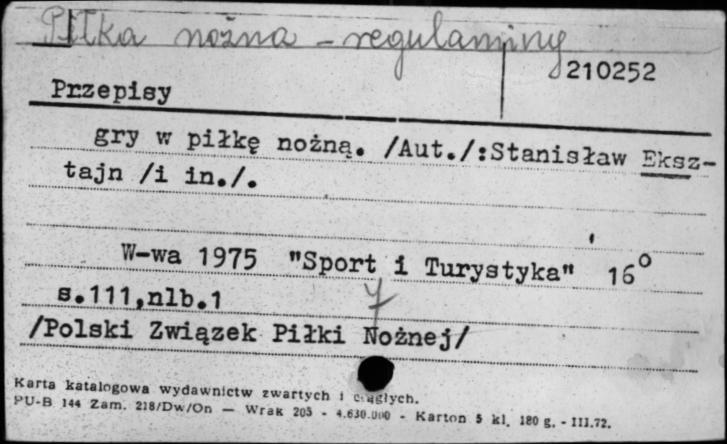 Piłka nożna - regulaminy
210252
Przepisy
gry w piłkę nożną. /Aut./:Stanisław Eksz-
tajn /i in./.
W-wa 1975 "Sport i Turystyka" 16°
s.111,nlb.1
7
/Polski Związek Piłki Nożnej/
Karta katalogowa wydawnictw zwartych i ciągłych.
PU-B 144 Zam. 218/Dw/On — Wrak 205 - 4.630.000 - Karton 5 kl. 180 g. - III.72.